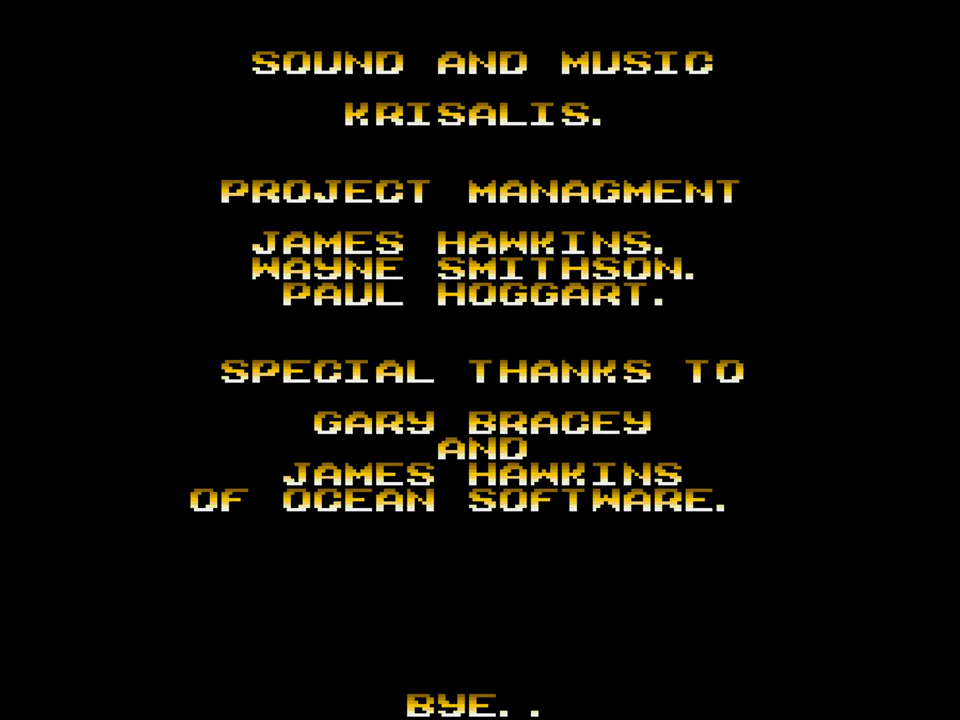 SOUND AND MUSIC
KRISALIS.
PROJECT MANAGMENT
JAMES HAWKINS.
WAYNE SMITHSON.
PAUL HOGGART.
SPECIAL THANKS TO
GARY BRACEY
AND
JAMES HAWKINS
OF OCEAN SOFTWARE.
BYE..